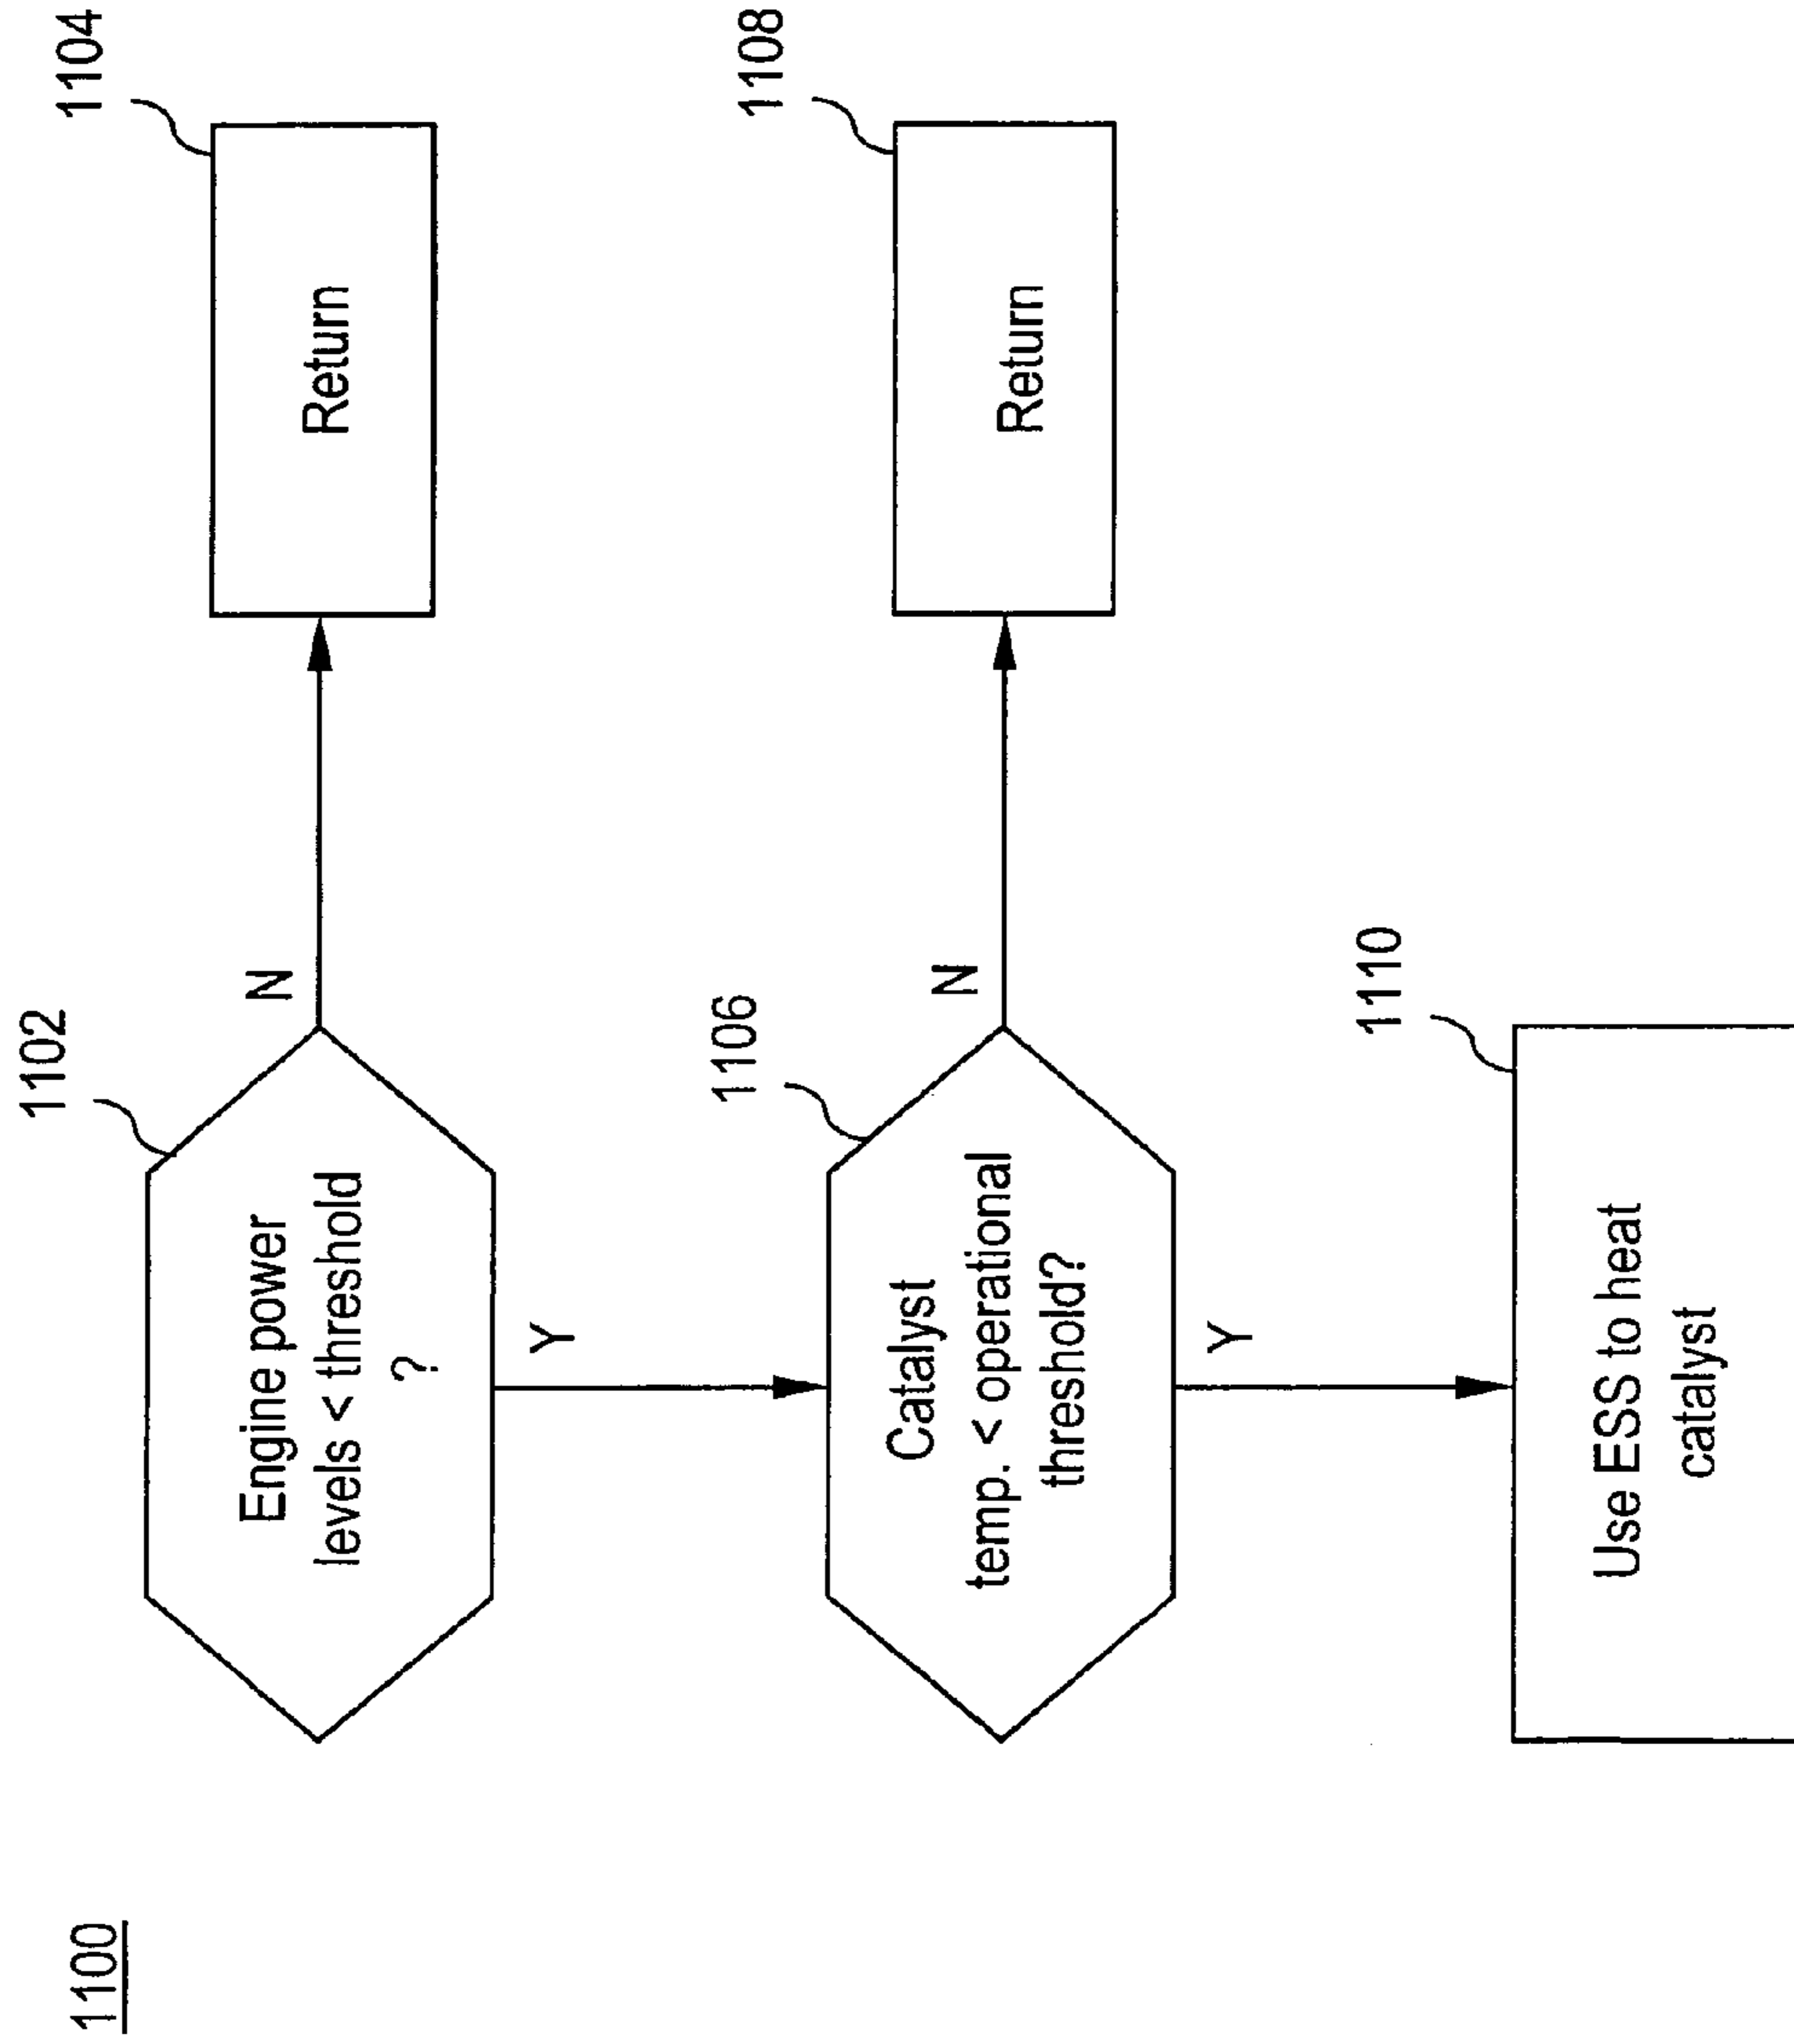 1100
1102
Engine power
levels < threshold
?
N
1104
Return
Y
1106
Catalyst
temp. < operational
threshold?
N
1108
Return
Y
1110
Use ESS to heat
catalyst